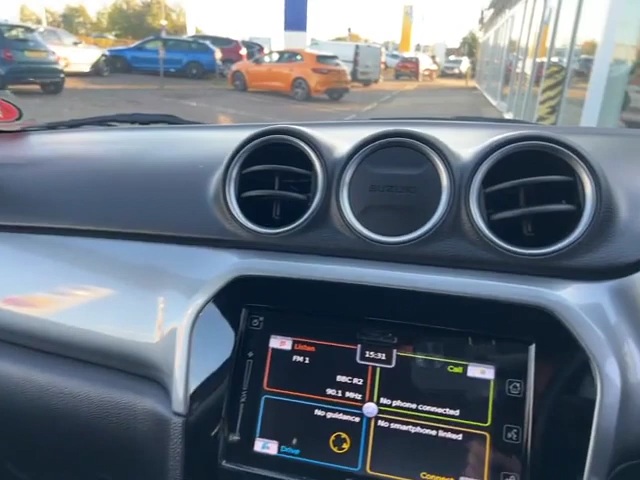 SUZUKI
15:31
Listen
FM 1
BBC R2
90.1 MHz
Call
No phone connected
No guidance
Drive
No smartphone linked
Connect
VOL